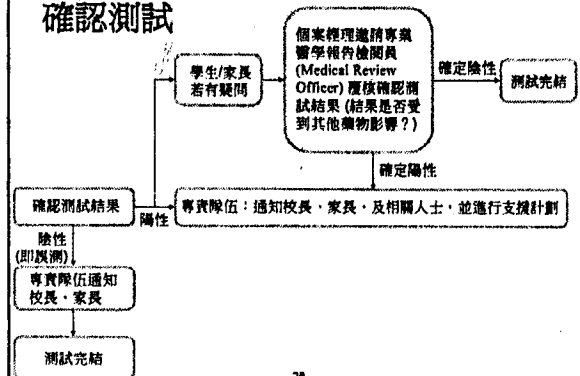 確認測試
學生/家長
若有疑問
個案經理邀請專業
醫學報告檢閱員
(Medical Review
Officer) 覆核確認測
試結果 (結果是否受
到其他藥物影響？)
確定陰性
測試完結
確定陽性
確認測試結果
陽性
專責隊伍：通知校長、家長、及相關人士，並進行支援計劃
陰性
(即誤測)
專責隊伍通知
校長、家長
測試完結